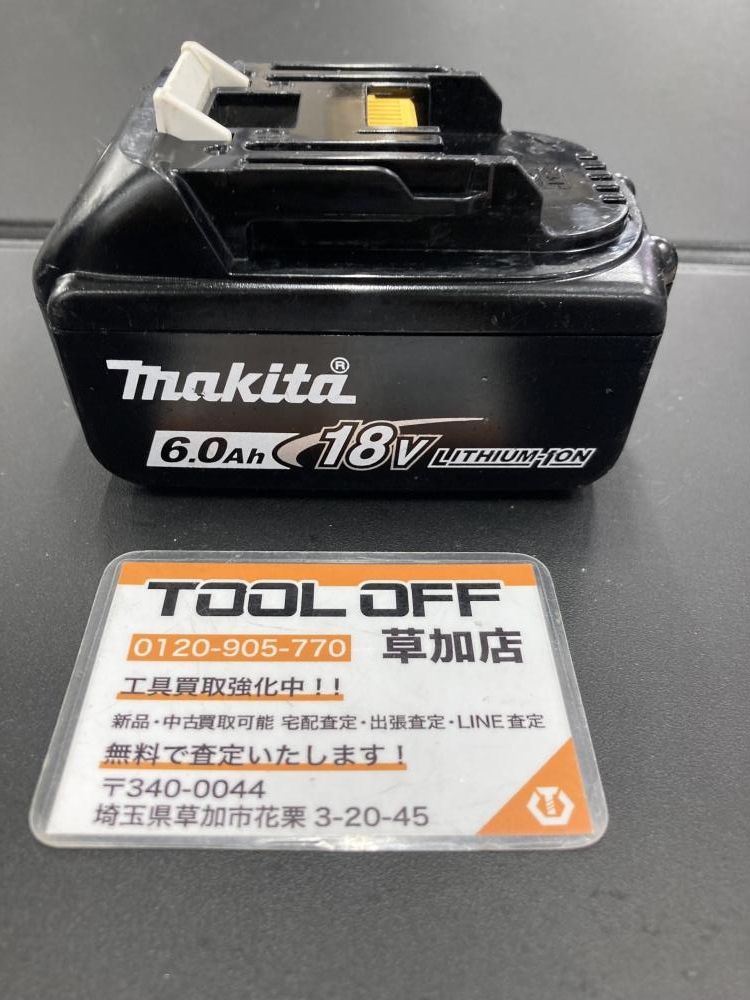 makita®
6.0Ah 18V LITHIUM-ION
TOOL OFF
0120-905-770 草加店
工具買取強化中！！
新品・中古買取可能 宅配査定・出張査定・LINE査定
無料で査定いたします！
〒340-0044
埼玉県草加市花栗 3-20-45